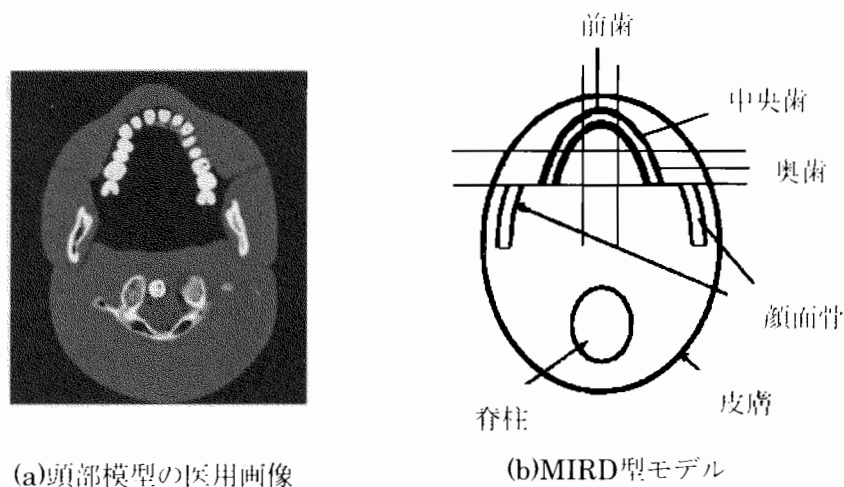 前歯
中央歯
奥歯
顔面骨
皮膚
脊柱
(a)頭部模型の医用画像
(b)MIRD型モデル